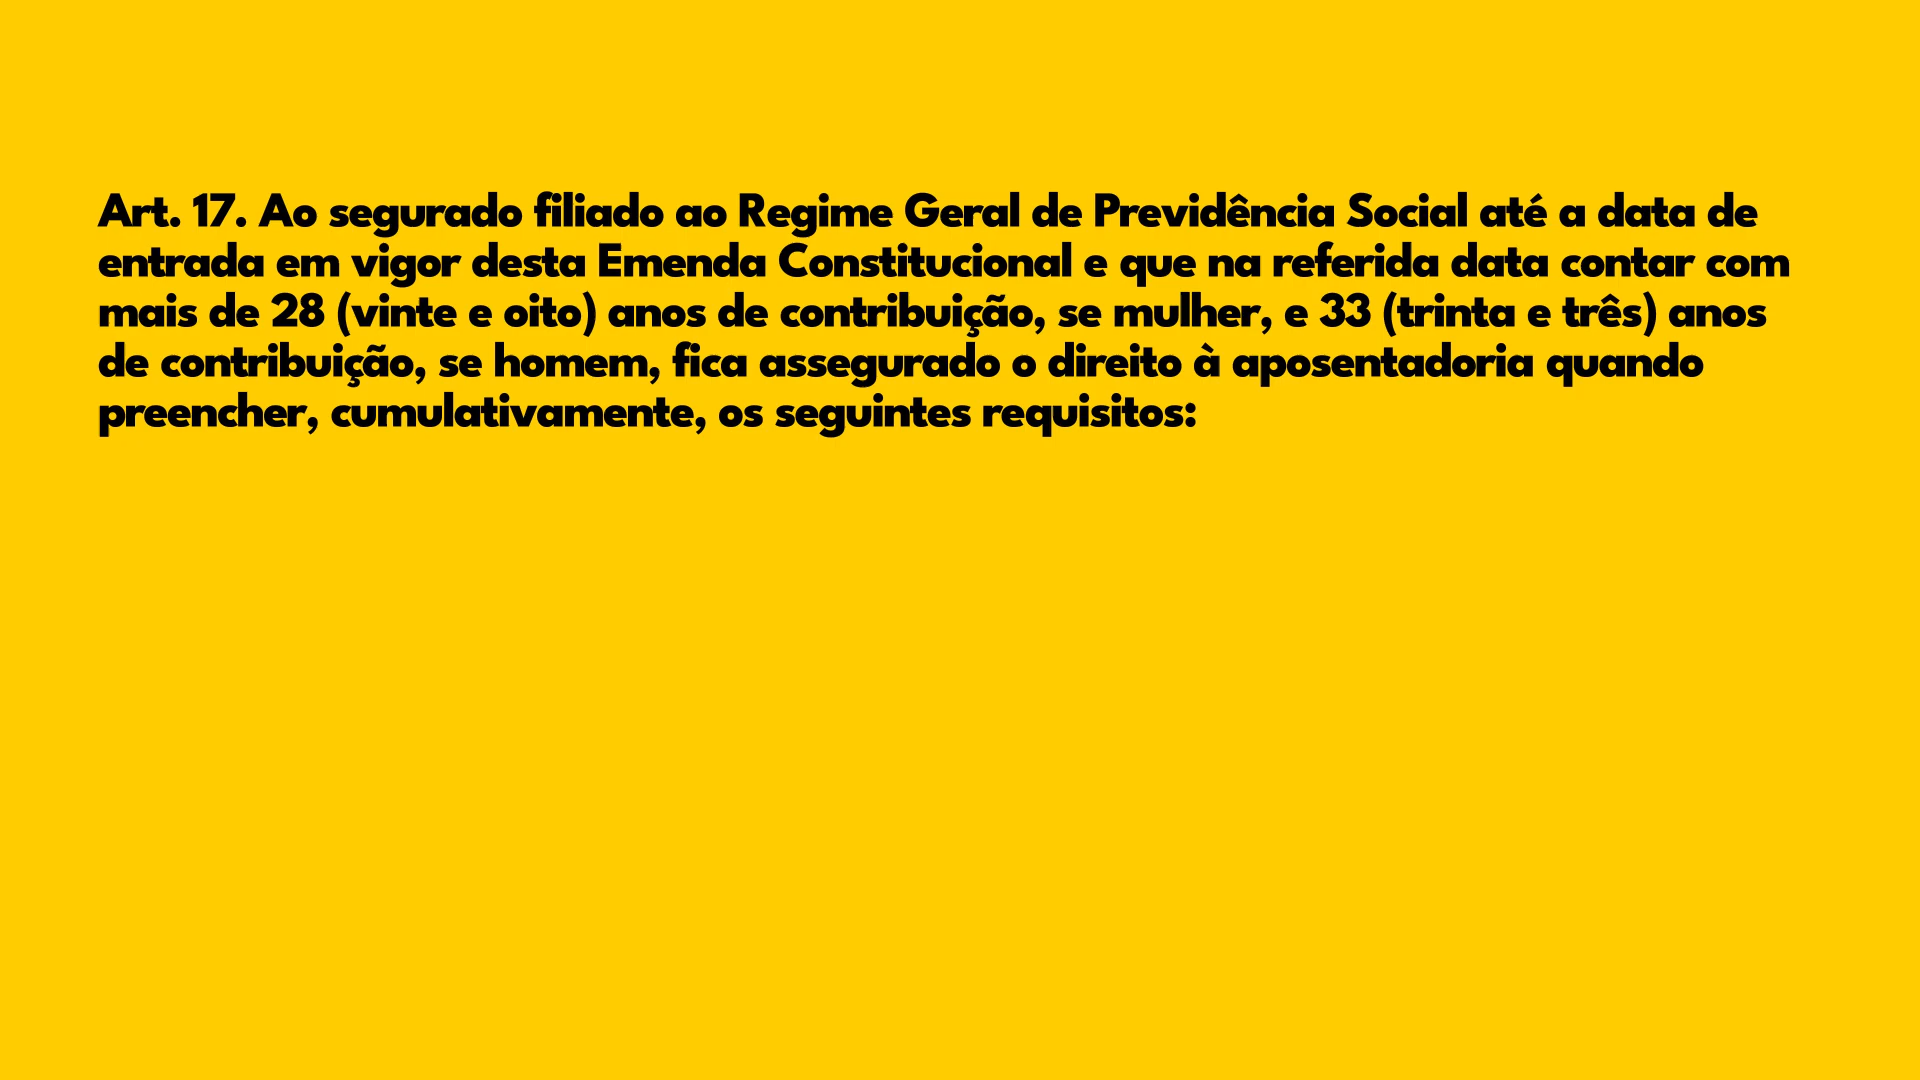 Art. 17. Ao segurado filiado ao Regime Geral de Previdência Social até a data de
entrada em vigor desta Emenda Constitucional e que na referida data contar com
mais de 28 (vinte e oito) anos de contribuição, se mulher, e 33 (trinta e três) anos
de contribuição, se homem, fica assegurado o direito à aposentadoria quando
preencher, cumulativamente, os seguintes requisitos: